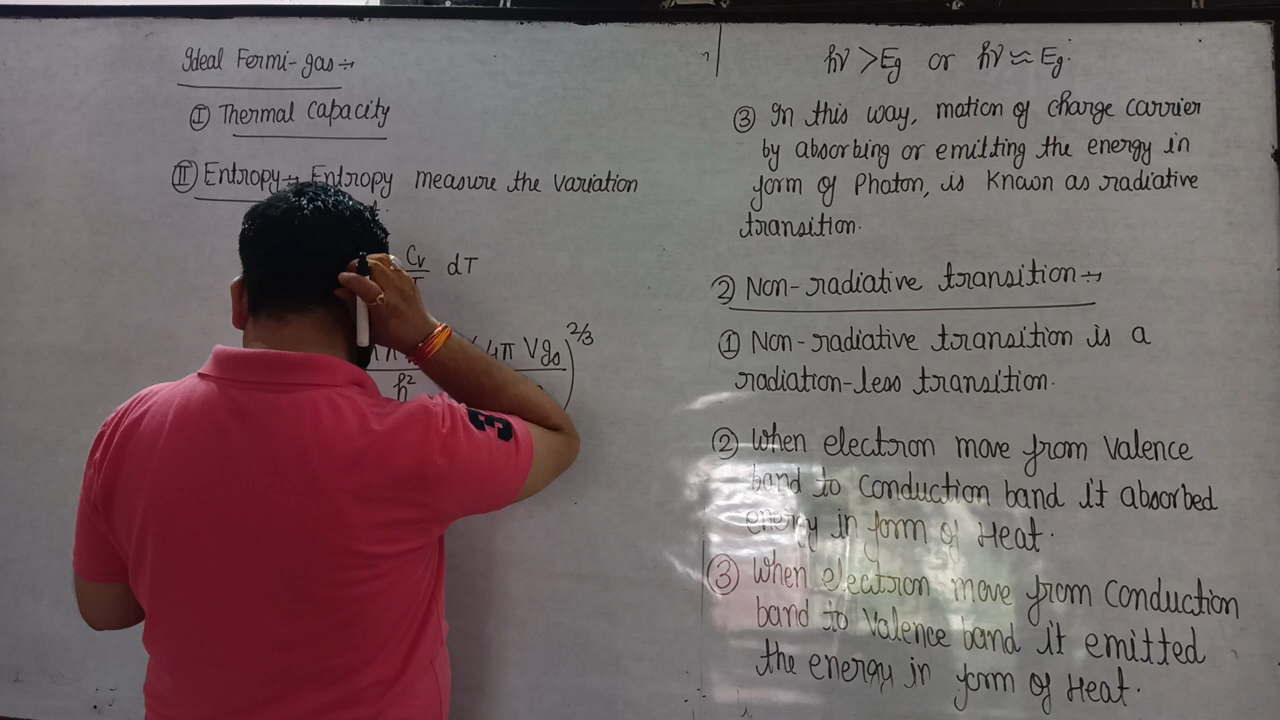 Ideal Fermi-gas:-
Ⓘ Thermal Capacity
Ⓘⓘ Entropy:- Entropy measure the variation
Cv/T dT
h²
(4π Vg₀)^2/3
hν > Eg or hν ≈ Eg.
③ In this way, motion of charge carrier
by absorbing or emitting the energy in
form of Photon, is Known as radiative
transition.
② Non-radiative transition:-
① Non-radiative transition is a
radiation-less transition.
② When electron move from Valence
band to Conduction band it absorbed
energy in form of Heat.
③ When electron move from Conduction
band to Valence band it emitted
the energy in form of Heat.
3